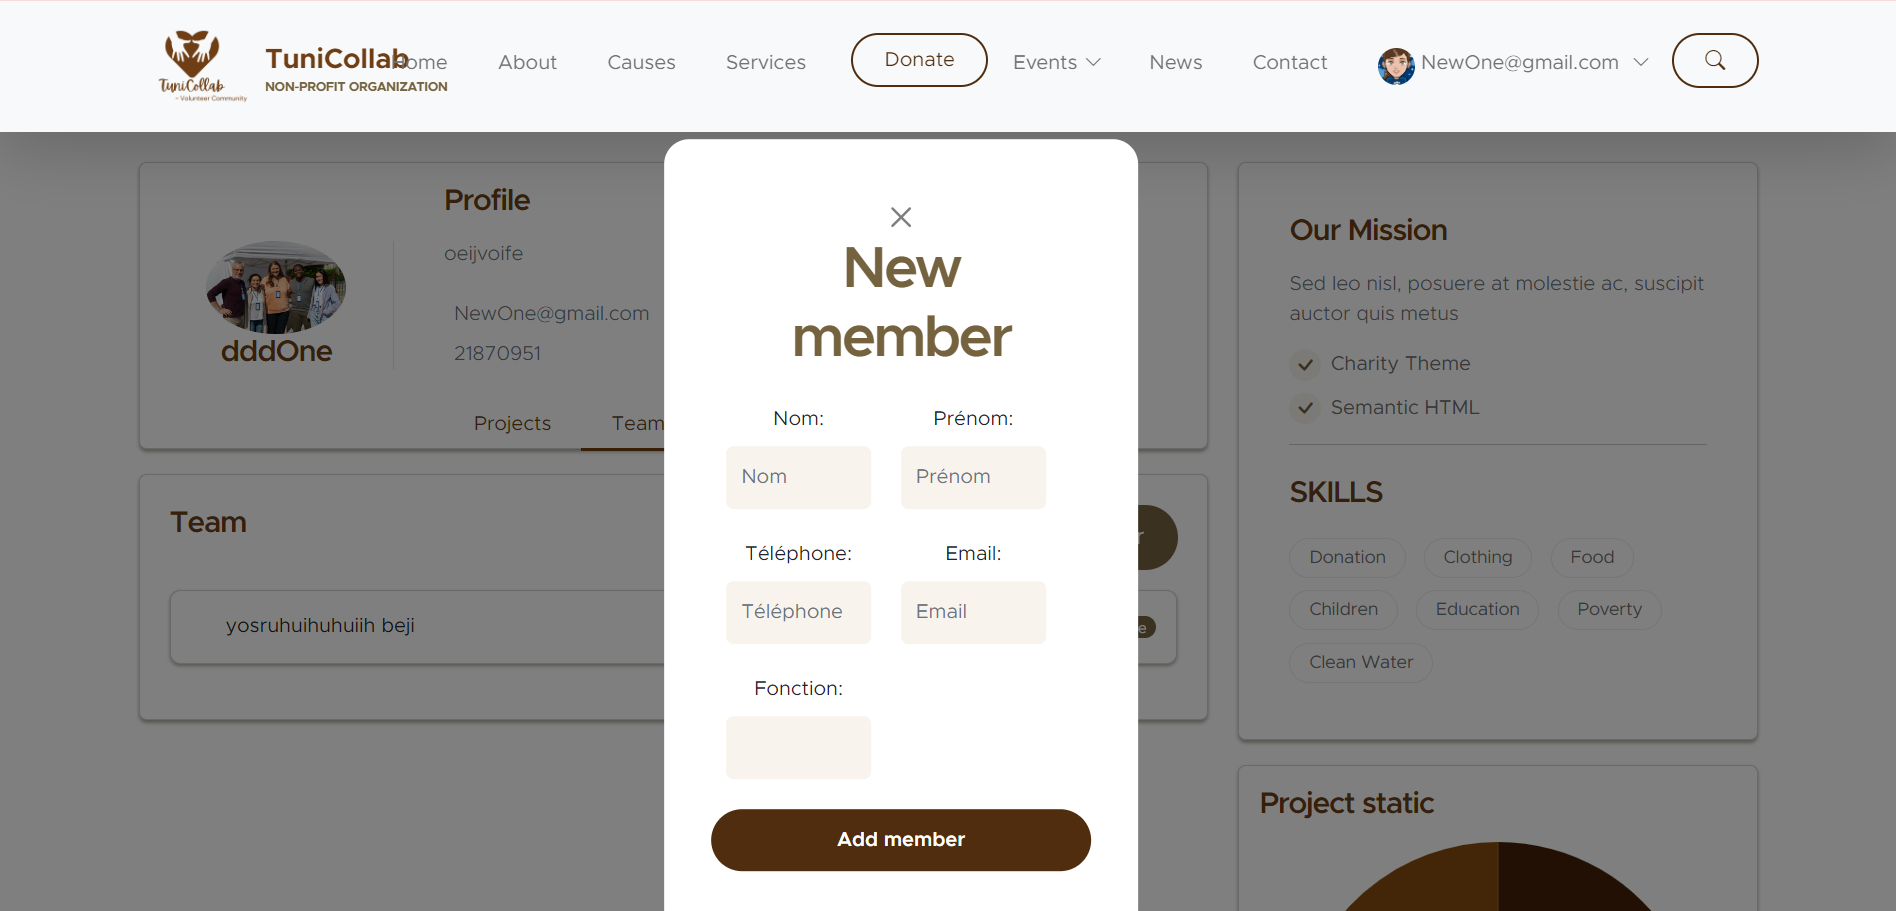 TuniCollab
~ Volunteer Community
TuniCollab
NON-PROFIT ORGANIZATION
Home
About
Causes
Services
Donate
Events
News
Contact
NewOne@gmail.com
Profile
oeijvoife
NewOne@gmail.com
21870951
dddOne
Projects
Team
Team
yosruhuihuhuiih beji
r
e
New
member
Nom:
Prénom:
Nom
Prénom
Téléphone:
Email:
Téléphone
Email
Fonction:
Add member
Our Mission
Sed leo nisl, posuere at molestie ac, suscipit
auctor quis metus
Charity Theme
Semantic HTML
SKILLS
Donation
Clothing
Food
Children
Education
Poverty
Clean Water
Project static